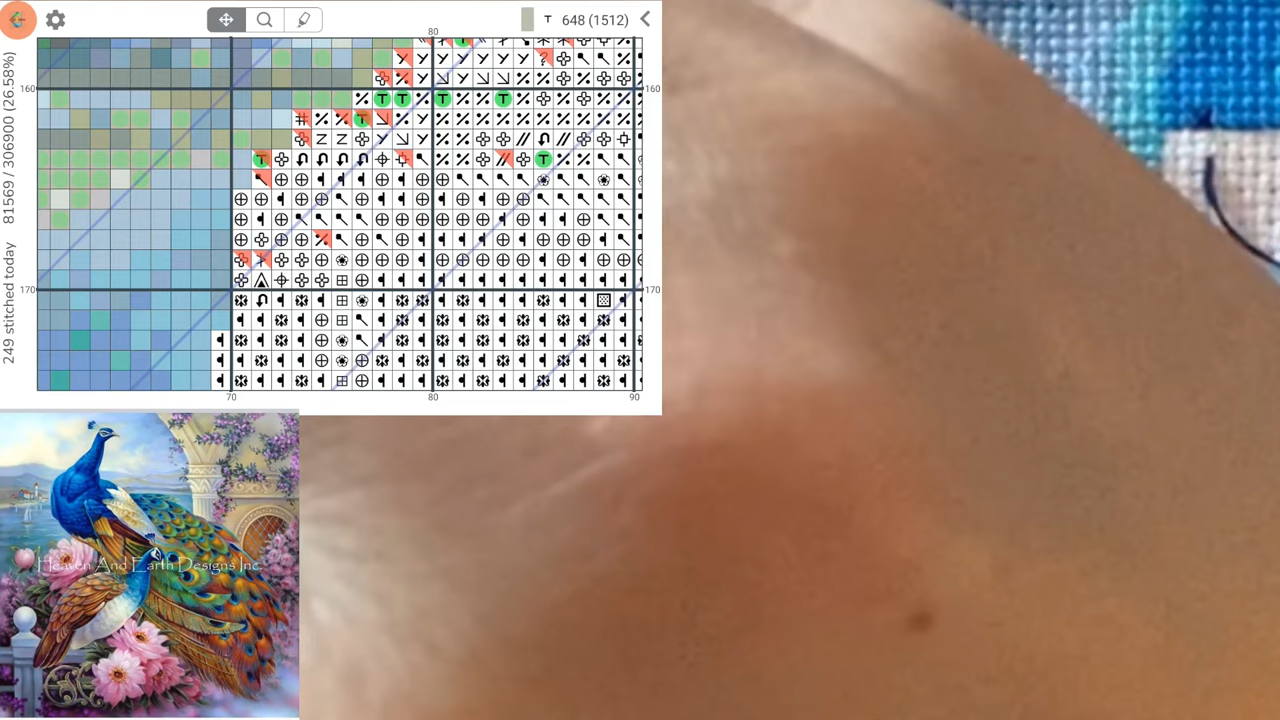 T 648 (1512)
80
160
160
170
170
70
80
90
249 stitched today 81569 / 306900 (26.58%)
Heaven And Earth Designs Inc.